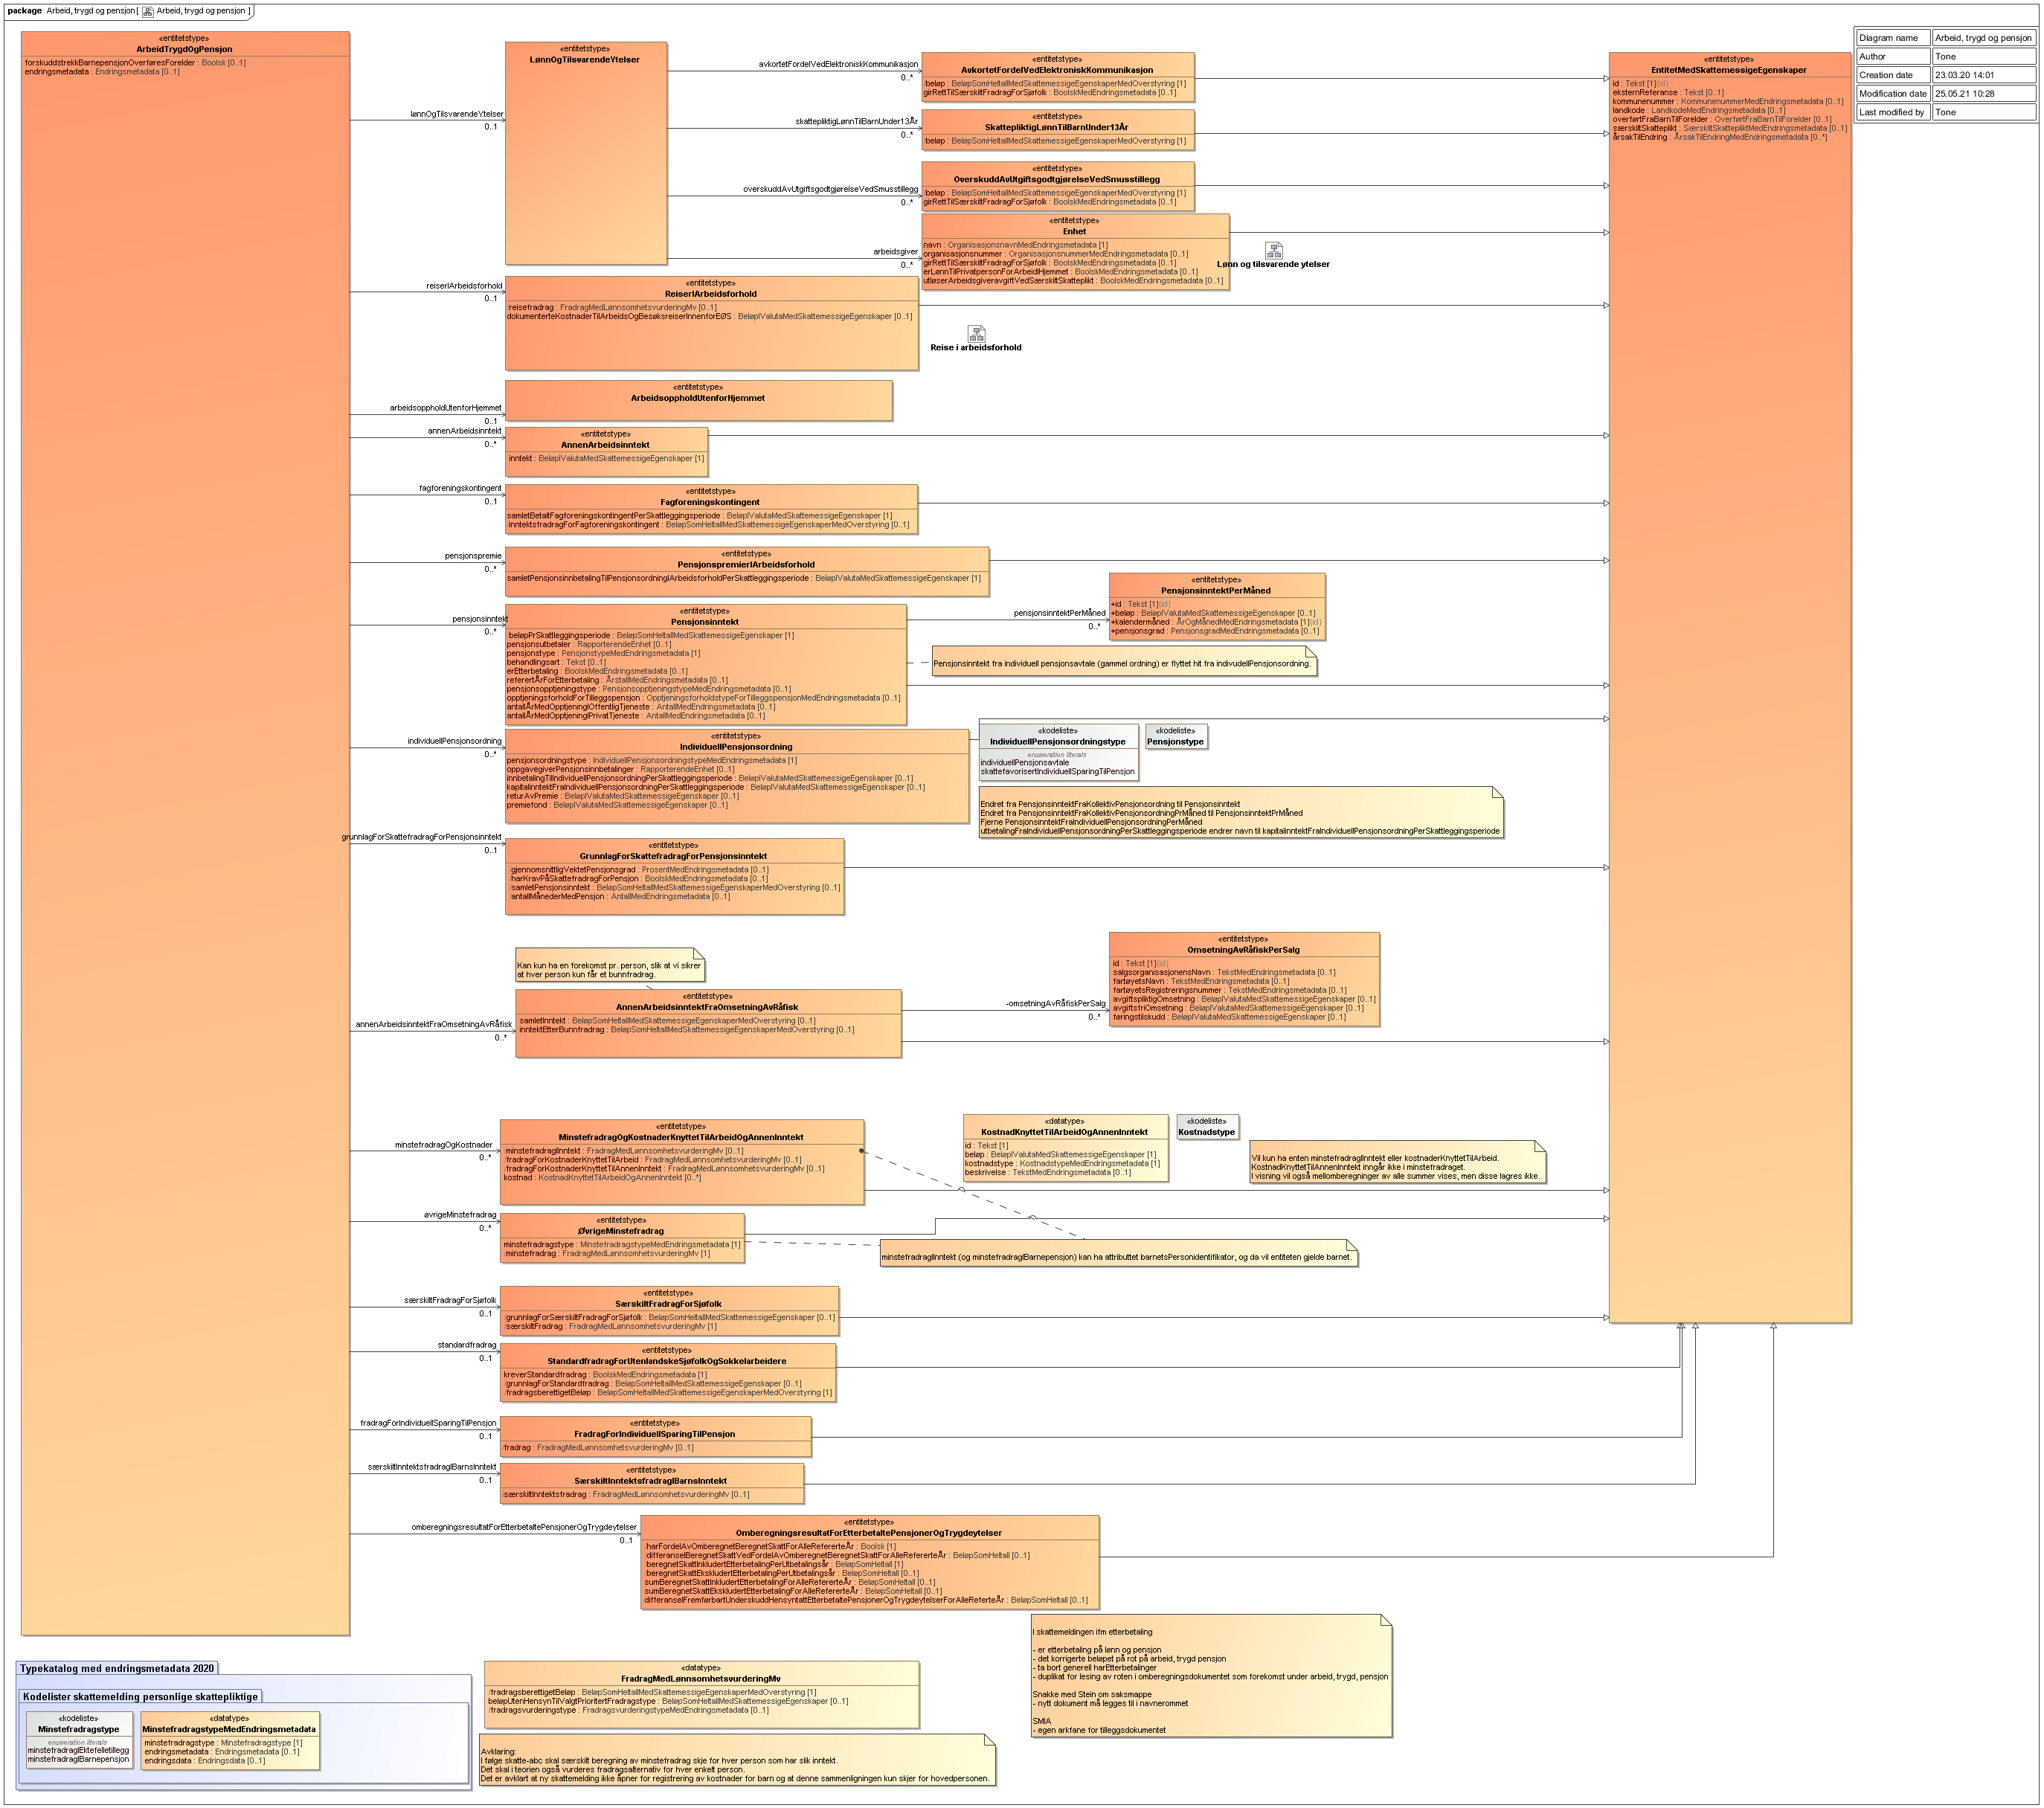 package Arbeid, trygd og pensjon [ Arbeid, trygd og pensjon ]
Diagram name Arbeid, trygd og pensjon
Author Tone
Creation date 23.03.20 14:01
Modification date 25.05.21 10:28
Last modified by Tone
«entitetstype»
ArbeidTrygdOgPensjon
forskuddstrekkBarnepensjonOverføresForelder : Boolsk [0..1]
endringsmetadata : Endringsmetadata [0..1]
lønnOgTilsvarendeYtelser
0..1
«entitetstype»
LønnOgTilsvarendeYtelser
avkortetFordelVedElektroniskKommunikasjon
0..*
«entitetstype»
AvkortetFordelVedElektroniskKommunikasjon
/beløp : BeløpSomHeltallMedSkattemessigeEgenskaperMedOverstyring [1]
girRettTilSærskiltFradragForSjøfolk : BoolskMedEndringsmetadata [0..1]
skattepliktigLønnTilBarnUnder13År
0..*
«entitetstype»
SkattepliktigLønnTilBarnUnder13År
/beløp : BeløpSomHeltallMedSkattemessigeEgenskaperMedOverstyring [1]
overskuddAvUtgiftsgodtgjørelseVedSmusstillegg
0..*
«entitetstype»
OverskuddAvUtgiftsgodtgjørelseVedSmusstillegg
/beløp : BeløpSomHeltallMedSkattemessigeEgenskaperMedOverstyring [1]
girRettTilSærskiltFradragForSjøfolk : BoolskMedEndringsmetadata [0..1]
arbeidsgiver
0..*
«entitetstype»
Enhet
navn : OrganisasjonsnavnMedEndringsmetadata [1]
organisasjonsnummer : OrganisasjonsnummerMedEndringsmetadata [0..1]
girRettTilSærskiltFradragForSjøfolk : BoolskMedEndringsmetadata [0..1]
erLønnTilPrivatpersonForArbeidIHjemmet : BoolskMedEndringsmetadata [0..1]
utløserArbeidsgiveravgiftVedSærskiltSkatteplikt : BoolskMedEndringsmetadata [0..1]
Lønn og tilsvarende ytelser
«entitetstype»
EntitetMedSkattemessigeEgenskaper
id : Tekst [1](id)
eksternReferanse : Tekst [0..1]
kommunenummer : KommunenummerMedEndringsmetadata [0..1]
landkode : LandkodeMedEndringsmetadata [0..1]
overførtFraBarnTilForelder : OverførtFraBarnTilForelder [0..1]
særskiltSkatteplikt : SærskiltSkattepliktMedEndringsmetadata [0..1]
årsakTilEndring : ÅrsakTilEndringMedEndringsmetadata [0..*]
reiserIArbeidsforhold
0..1
«entitetstype»
ReiserIArbeidsforhold
/reisefradrag : FradragMedLønnsomhetsvurderingMv [0..1]
dokumenterteKostnaderTilArbeidsOgBesøksreiserInnenforEØS : BeløpIValutaMedSkattemessigeEgenskaper [0..1]
Reise i arbeidsforhold
arbeidsoppholdUtenforHjemmet
0..1
«entitetstype»
ArbeidsoppholdUtenforHjemmet
annenArbeidsinntekt
0..*
«entitetstype»
AnnenArbeidsinntekt
inntekt : BeløpIValutaMedSkattemessigeEgenskaper [1]
fagforeningskontingent
0..1
«entitetstype»
Fagforeningskontingent
samletBetaltFagforeningskontingentPerSkattleggingsperiode : BeløpIValutaMedSkattemessigeEgenskaper [1]
/inntektsfradragForFagforeningskontingent : BeløpSomHeltallMedSkattemessigeEgenskaperMedOverstyring [0..1]
pensjonspremie
0..*
«entitetstype»
PensjonspremierIArbeidsforhold
samletPensjonsinnbetalingTilPensjonsordningIArbeidsforholdPerSkattleggingsperiode : BeløpIValutaMedSkattemessigeEgenskaper [1]
pensjonsinntekt
0..*
«entitetstype»
Pensjonsinntekt
/beløpPrSkattleggingsperiode : BeløpSomHeltallMedSkattemessigeEgenskaper [1]
pensjonsutbetaler : RapporterendeEnhet [0..1]
pensjonstype : PensjonstypeMedEndringsmetadata [1]
behandlingsart : Tekst [0..1]
erEtterbetaling : BoolskMedEndringsmetadata [0..1]
referertÅrForEtterbetaling : ÅrstallMedEndringsmetadata [0..1]
pensjonsopptjeningstype : PensjonsopptjeningstypeMedEndringsmetadata [0..1]
opptjeningsforholdForTilleggspensjon : OpptjeningsforholdstypeForTilleggspensjonMedEndringsmetadata [0..1]
antallÅrMedOpptjeningIOffentligTjeneste : AntallMedEndringsmetadata [0..1]
antallÅrMedOpptjeningIPrivatTjeneste : AntallMedEndringsmetadata [0..1]
pensjonsinntektPerMåned
0..*
«entitetstype»
PensjonsinntektPerMåned
+id : Tekst [1](id)
+beløp : BeløpIValutaMedSkattemessigeEgenskaper [0..1]
+kalendermåned : ÅrOgMånedMedEndringsmetadata [1](id)
+pensjonsgrad : PensjonsgradMedEndringsmetadata [0..1]
Pensjonsinntekt fra individuell pensjonsavtale (gammel ordning) er flyttet hit fra indivudellPensjonsordning.
individuellPensjonsordning
0..*
«entitetstype»
IndividuellPensjonsordning
pensjonsordningstype : IndividuellPensjonsordningstypeMedEndringsmetadata [1]
oppgavegiverPensjonsinnbetalinger : RapporterendeEnhet [0..1]
innbetalingTilIndividuellPensjonsordningPerSkattleggingsperiode : BeløpIValutaMedSkattemessigeEgenskaper [0..1]
kapitalinntektFraIndividuellPensjonsordningPerSkattleggingsperiode : BeløpIValutaMedSkattemessigeEgenskaper [0..1]
returAvPremie : BeløpIValutaMedSkattemessigeEgenskaper [0..1]
premiefond : BeløpIValutaMedSkattemessigeEgenskaper [0..1]
«kodeliste»
IndividuellPensjonsordningstype
enumeration literals
individuellPensjonsavtale
skattefavorisertIndividuellSparingTilPensjon
«kodeliste»
Pensjonstype
Endret fra PensjonsinntektFraKollektivPensjonsordning til Pensjonsinntekt
Endret fra PensjonsinntektFraKollektivPensjonsordningPrMåned til PensjonsinntektPrMåned
Fjerne PensjonsinntektFraIndividuellPensjonsordningPerMåned
utbetalingFraIndividuellPensjonsordningPerSkattleggingsperiode endrer navn til kapitalinntektFraIndividuellPensjonsordningPerSkattleggingsperiode
grunnlagForSkattefradragForPensjonsinntekt
0..1
«entitetstype»
GrunnlagForSkattefradragForPensjonsinntekt
/gjennomsnittligVektetPensjonsgrad : ProsentMedEndringsmetadata [0..1]
/harKravPåSkattefradragForPensjon : BoolskMedEndringsmetadata [0..1]
/samletPensjonsinntekt : BeløpSomHeltallMedSkattemessigeEgenskaperMedOverstyring [0..1]
/antallMånederMedPensjon : AntallMedEndringsmetadata [0..1]
Kan kun ha en forekomst pr. person, slik at vi sikrer
at hver person kun får et bunnfradrag.
annenArbeidsinntektFraOmsetningAvRåfisk
0..*
«entitetstype»
AnnenArbeidsinntektFraOmsetningAvRåfisk
samletInntekt : BeløpSomHeltallMedSkattemessigeEgenskaperMedOverstyring [0..1]
inntektEtterBunnfradrag : BeløpSomHeltallMedSkattemessigeEgenskaperMedOverstyring [0..1]
-omsetningAvRåfiskPerSalg
0..*
«entitetstype»
OmsetningAvRåfiskPerSalg
id : Tekst [1](id)
salgsorganisasjonensNavn : TekstMedEndringsmetadata [0..1]
fartøyetsNavn : TekstMedEndringsmetadata [0..1]
fartøyetsRegistreringsnummer : TekstMedEndringsmetadata [0..1]
avgiftspliktigOmsetning : BeløpIValutaMedSkattemessigeEgenskaper [0..1]
avgiftsfriOmsetning : BeløpIValutaMedSkattemessigeEgenskaper [0..1]
føringstilskudd : BeløpIValutaMedSkattemessigeEgenskaper [0..1]
minstefradragOgKostnader
0..*
«entitetstype»
MinstefradragOgKostnaderKnyttetTilArbeidOgAnnenInntekt
/minstefradragIInntekt : FradragMedLønnsomhetsvurderingMv [0..1]
/fradragForKostnaderKnyttetTilArbeid : FradragMedLønnsomhetsvurderingMv [0..1]
/fradragForKostnaderKnyttetTilAnnenInntekt : FradragMedLønnsomhetsvurderingMv [0..1]
kostnad : KostnadKnyttetTilArbeidOgAnnenInntekt [0..*]
«datatype»
KostnadKnyttetTilArbeidOgAnnenInntekt
id : Tekst [1]
beløp : BeløpIValutaMedSkattemessigeEgenskaper [1]
kostnadstype : KostnadstypeMedEndringsmetadata [1]
beskrivelse : TekstMedEndringsmetadata [0..1]
«kodeliste»
Kostnadstype
Vil kun ha enten minstefradragIInntekt eller kostnaderKnyttetTilArbeid.
KostnadKnyttetTilAnnenInntekt inngår ikke i minstefradraget.
I visning vil også mellomberegninger av alle summer vises, men disse lagres ikke.
øvrigeMinstefradrag
0..*
«entitetstype»
ØvrigeMinstefradrag
minstefradragstype : MinstefradragstypeMedEndringsmetadata [1]
/minstefradrag : FradragMedLønnsomhetsvurderingMv [1]
minstefradragIInntekt (og minstefradragIBarnepensjon) kan ha attributtet barnetsPersonidentifikator, og da vil entiteten gjelde barnet.
særskiltFradragForSjøfolk
0..1
«entitetstype»
SærskiltFradragForSjøfolk
/grunnlagForSærskiltFradragForSjøfolk : BeløpSomHeltallMedSkattemessigeEgenskaper [0..1]
/særskiltFradrag : FradragMedLønnsomhetsvurderingMv [1]
standardfradrag
0..1
«entitetstype»
StandardfradragForUtenlandskeSjøfolkOgSokkelarbeidere
kreverStandardfradrag : BoolskMedEndringsmetadata [1]
/grunnlagForStandardfradrag : BeløpSomHeltallMedSkattemessigeEgenskaper [0..1]
/fradragsberettigetBeløp : BeløpSomHeltallMedSkattemessigeEgenskaperMedOverstyring [1]
fradragForIndividuellSparingTilPensjon
0..1
«entitetstype»
FradragForIndividuellSparingTilPensjon
/fradrag : FradragMedLønnsomhetsvurderingMv [0..1]
særskiltInntektsfradragIBarnsInntekt
0..1
«entitetstype»
SærskiltInntektsfradragIBarnsInntekt
/særskiltInntektsfradrag : FradragMedLønnsomhetsvurderingMv [0..1]
omberegningsresultatForEtterbetaltePensjonerOgTrygdeytelser
0..1
«entitetstype»
OmberegningsresultatForEtterbetaltePensjonerOgTrygdeytelser
/harFordelAvOmberegnetBeregnetSkattForAlleRefererteÅr : Boolsk [1]
/differanseIBeregnetSkattVedFordelAvOmberegnetBeregnetSkattForAlleRefererteÅr : BeløpSomHeltall [0..1]
/beregnetSkattInkludertEtterbetalingPerUtbetalingsår : BeløpSomHeltall [1]
/beregnetSkattEkskludertEtterbetalingPerUtbetalingsår : BeløpSomHeltall [0..1]
sumBeregnetSkattInkludertEtterbetalingForAlleRefererteÅr : BeløpSomHeltall [0..1]
sumBeregnetSkattEkskludertEtterbetalingForAlleRefererteÅr : BeløpSomHeltall [0..1]
differanseIFremførbartUnderskuddHensyntattEtterbetaltePensjonerOgTrygdeytelserForAlleReferteÅr : BeløpSomHeltall [0..1]
I skattemeldingen ifm etterbetaling
- er etterbetaling på lønn og pensjon
- det korrigerte beløpet på rot på arbeid, trygd pensjon
- ta bort generell harEtterbetalinger
- duplikat for lesing av roten i omberegningsdokumentet som forekomst under arbeid, trygd, pensjon
Snakke med Stein om saksmappe
- nytt dokument må legges til i navnerommet
SMIA
- egen arkfane for tilleggsdokumentet
Typekatalog med endringsmetadata 2020
Kodelister skattemelding personlige skattepliktige
«kodeliste»
Minstefradragstype
enumeration literals
minstefradragIEktefelletillegg
minstefradragIBarnepensjon
«datatype»
MinstefradragstypeMedEndringsmetadata
minstefradragstype : Minstefradragstype [1]
endringsmetadata : Endringsmetadata [0..1]
endringsdata : Endringsdata [0..1]
«datatype»
FradragMedLønnsomhetsvurderingMv
/fradragsberettigetBeløp : BeløpSomHeltallMedSkattemessigeEgenskaperMedOverstyring [1]
beløpUtenHensynTilValgtPrioritertFradragstype : BeløpSomHeltallMedSkattemessigeEgenskaper [0..1]
/fradragsvurderingstype : FradragsvurderingstypeMedEndringsmetadata [0..1]
Avklaring:
I følge skatte-abc skal særskilt beregning av minstefradrag skje for hver person som har slik inntekt.
Det skal i teorien også vurderes fradragsalternativ for hver enkelt person.
Det er avklart at ny skattemelding ikke åpner for registrering av kostnader for barn og at denne sammenligningen kun skjer for hovedpersonen.